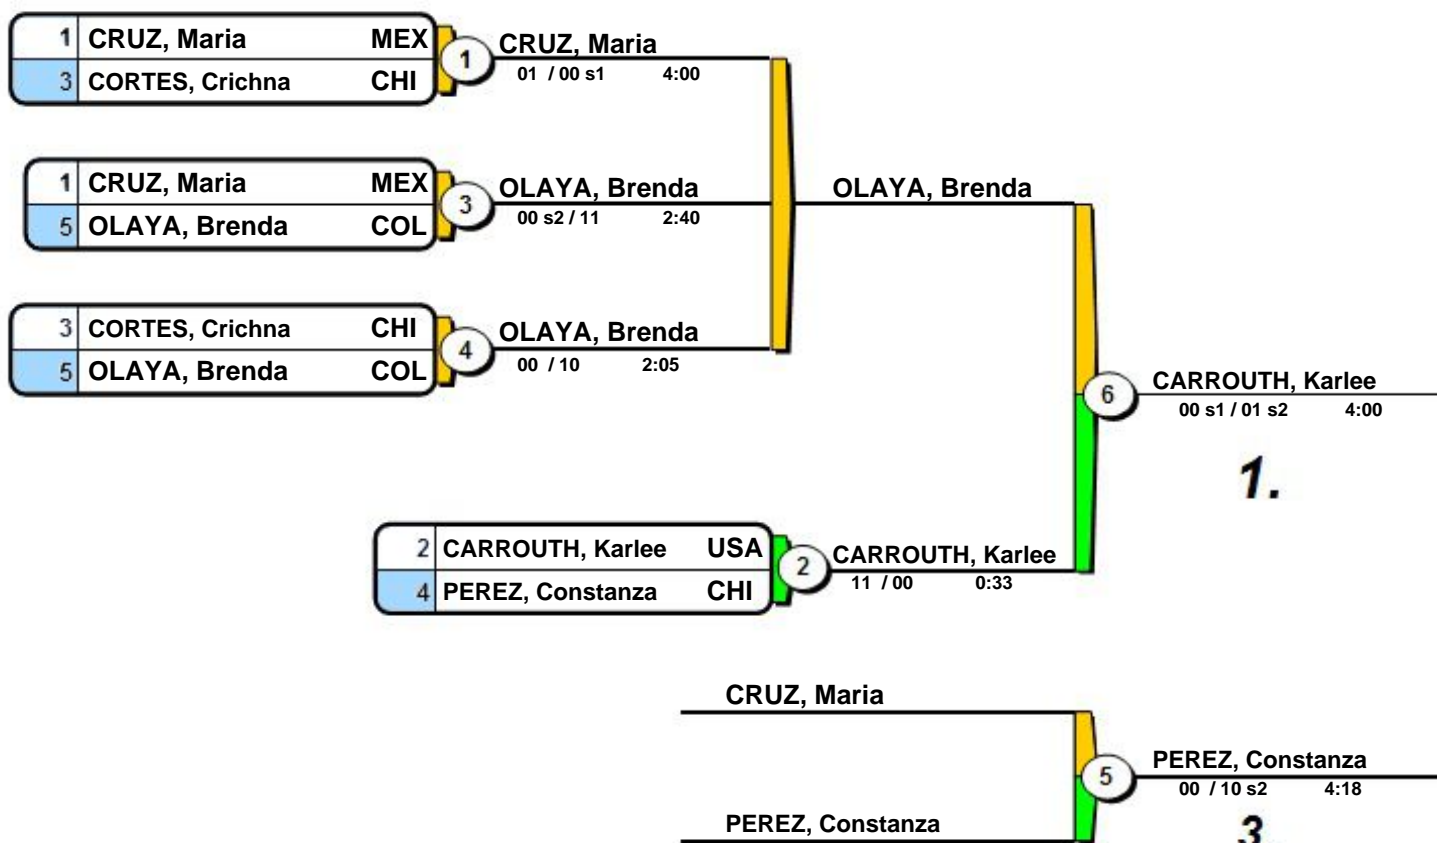 1 CRUZ, Maria MEX
3 CORTES, Crichna CHI
1
CRUZ, Maria
01 / 00 s1 4:00
1 CRUZ, Maria MEX
5 OLAYA, Brenda COL
3
OLAYA, Brenda
00 s2 / 11 2:40
OLAYA, Brenda
3 CORTES, Crichna CHI
5 OLAYA, Brenda COL
4
OLAYA, Brenda
00 / 10 2:05
6
CARROUTH, Karlee
00 s1 / 01 s2 4:00
1.
2 CARROUTH, Karlee USA
4 PEREZ, Constanza CHI
2
CARROUTH, Karlee
11 / 00 0:33
CRUZ, Maria
5
PEREZ, Constanza
00 / 10 s2 4:18
PEREZ, Constanza
3.